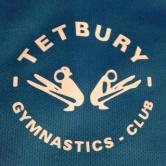 TETBURY
- GYMNASTICS - CLUB -